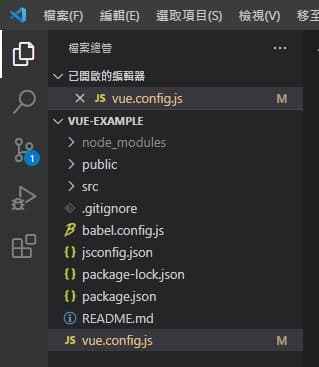 檔案(F) 編輯(E) 選取項目(S) 檢視(V) 移至
檔案總管
已開啟的編輯器
JS vue.config.js M
VUE-EXAMPLE
node_modules
public
src
.gitignore
babel.config.js
{} jsconfig.json
{} package-lock.json
{} package.json
README.md
JS vue.config.js M
1